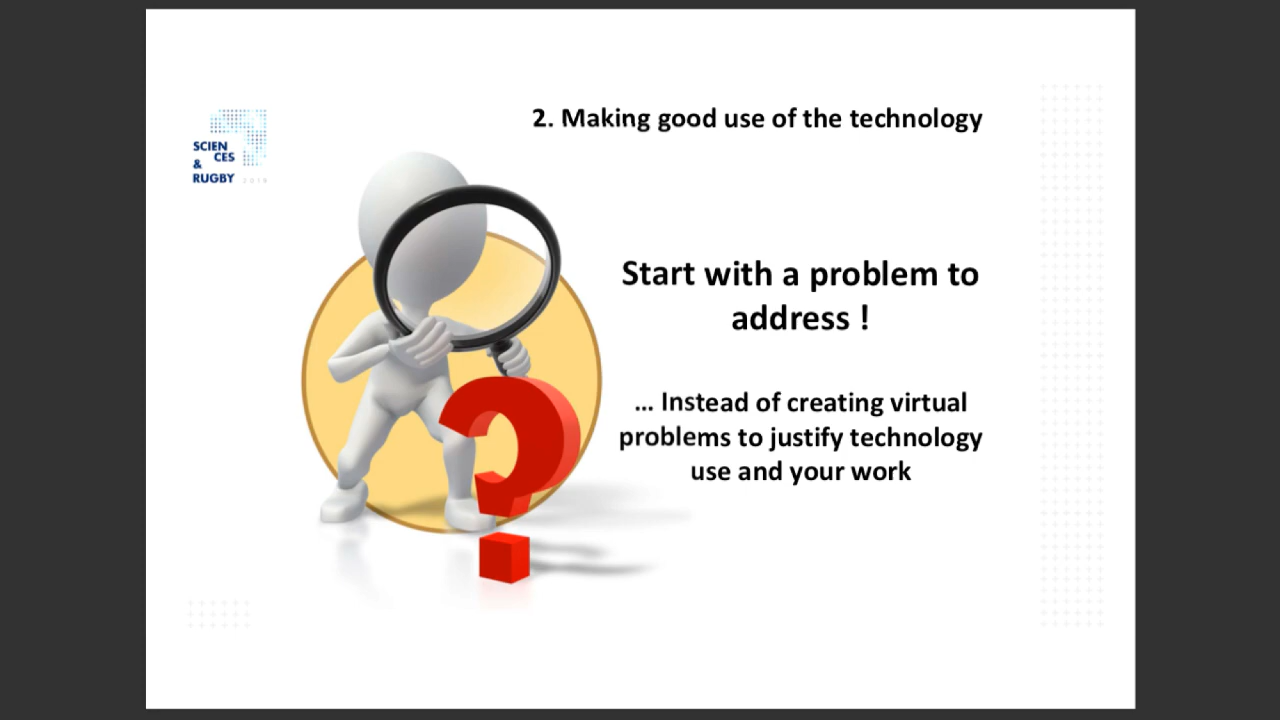 2. Making good use of the technology
SCIEN
CES
&
RUGBY 2019
Start with a problem to
address !
... Instead of creating virtual
problems to justify technology
use and your work